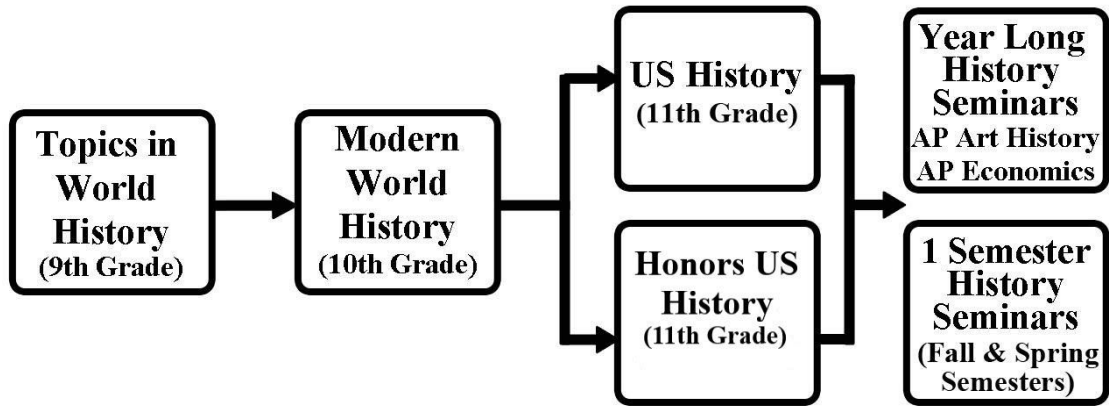 Topics in
World
History
(9th Grade)
Modern
World
History
(10th Grade)
US History
(11th Grade)
Honors US
History
(11th Grade)
Year Long
History
Seminars
AP Art History
AP Economics
1 Semester
History
Seminars
(Fall & Spring
Semesters)